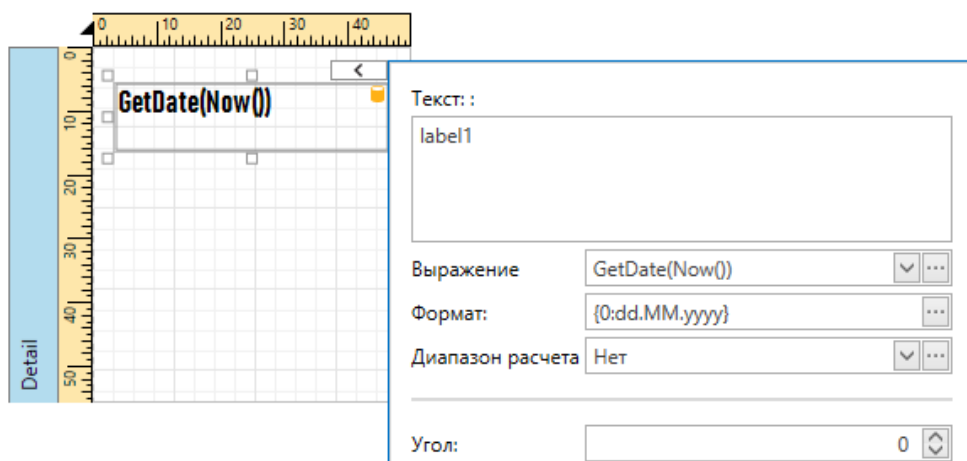 0 10 20 30 40
0
10
20
30
40
50
GetDate(Now())
Detail
Текст: :
label1
Выражение GetDate(Now())
Формат: {0:dd.MM.yyyy}
Диапазон расчета Нет
Угол: 0